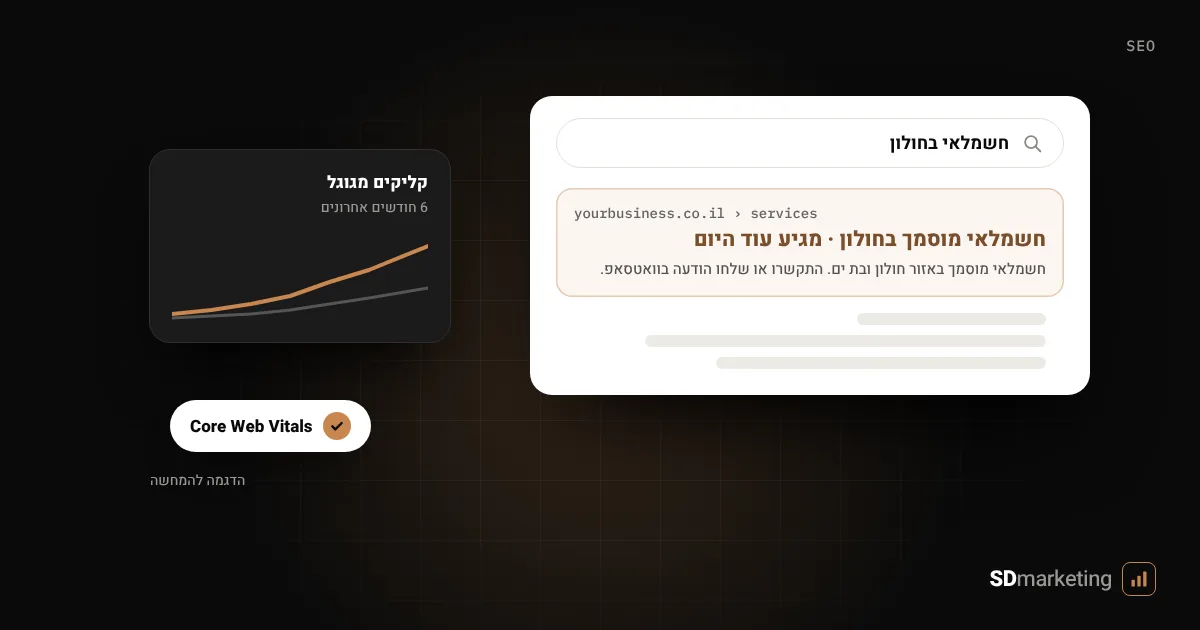 SEO
חשמלאי בחולון
yourbusiness.co.il › services
חשמלאי מוסמך בחולון · מגיע עוד היום
חשמלאי מוסמך באזור חולון ובת ים. התקשרו או שלחו הודעה בוואטסאפ.
קליקים מגוגל
6 חודשים אחרונים
Core Web Vitals
הדגמה להמחשה
SDmarketing